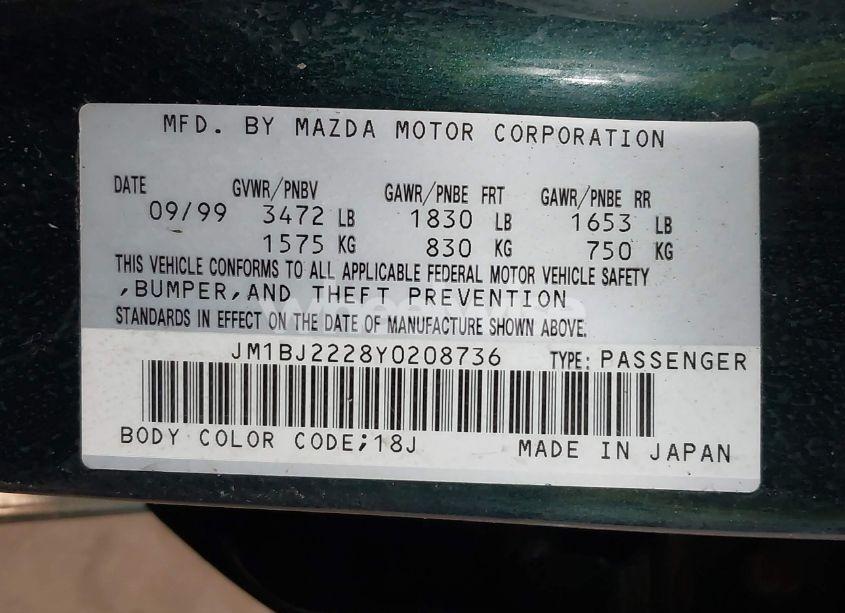 MFD. BY MAZDA MOTOR CORPORATION
DATE GVWR/PNBV GAWR/PNBE FRT GAWR/PNBE RR
09/99 3472 LB 1830 LB 1653 LB
1575 KG 830 KG 750 KG
THIS VEHICLE CONFORMS TO ALL APPLICABLE FEDERAL MOTOR VEHICLE SAFETY
,BUMPER,AND THEFT PREVENTION
STANDARDS IN EFFECT ON THE DATE OF MANUFACTURE SHOWN ABOVE.
JM1BJ2228Y0208736 TYPE: PASSENGER
BODY COLOR CODE;18J MADE IN JAPAN